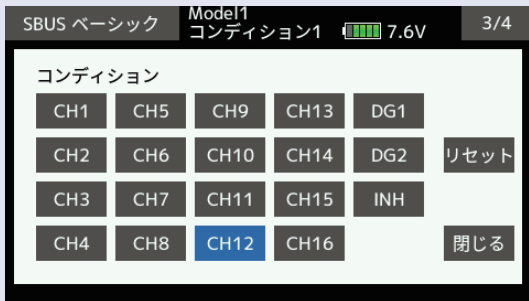 SBUS ベーシック
Model1
コンディション1 7.6V
3/4
コンディション
CH1 CH5 CH9 CH13 DG1
CH2 CH6 CH10 CH14 DG2 リセット
CH3 CH7 CH11 CH15 INH
CH4 CH8 CH12 CH16 閉じる